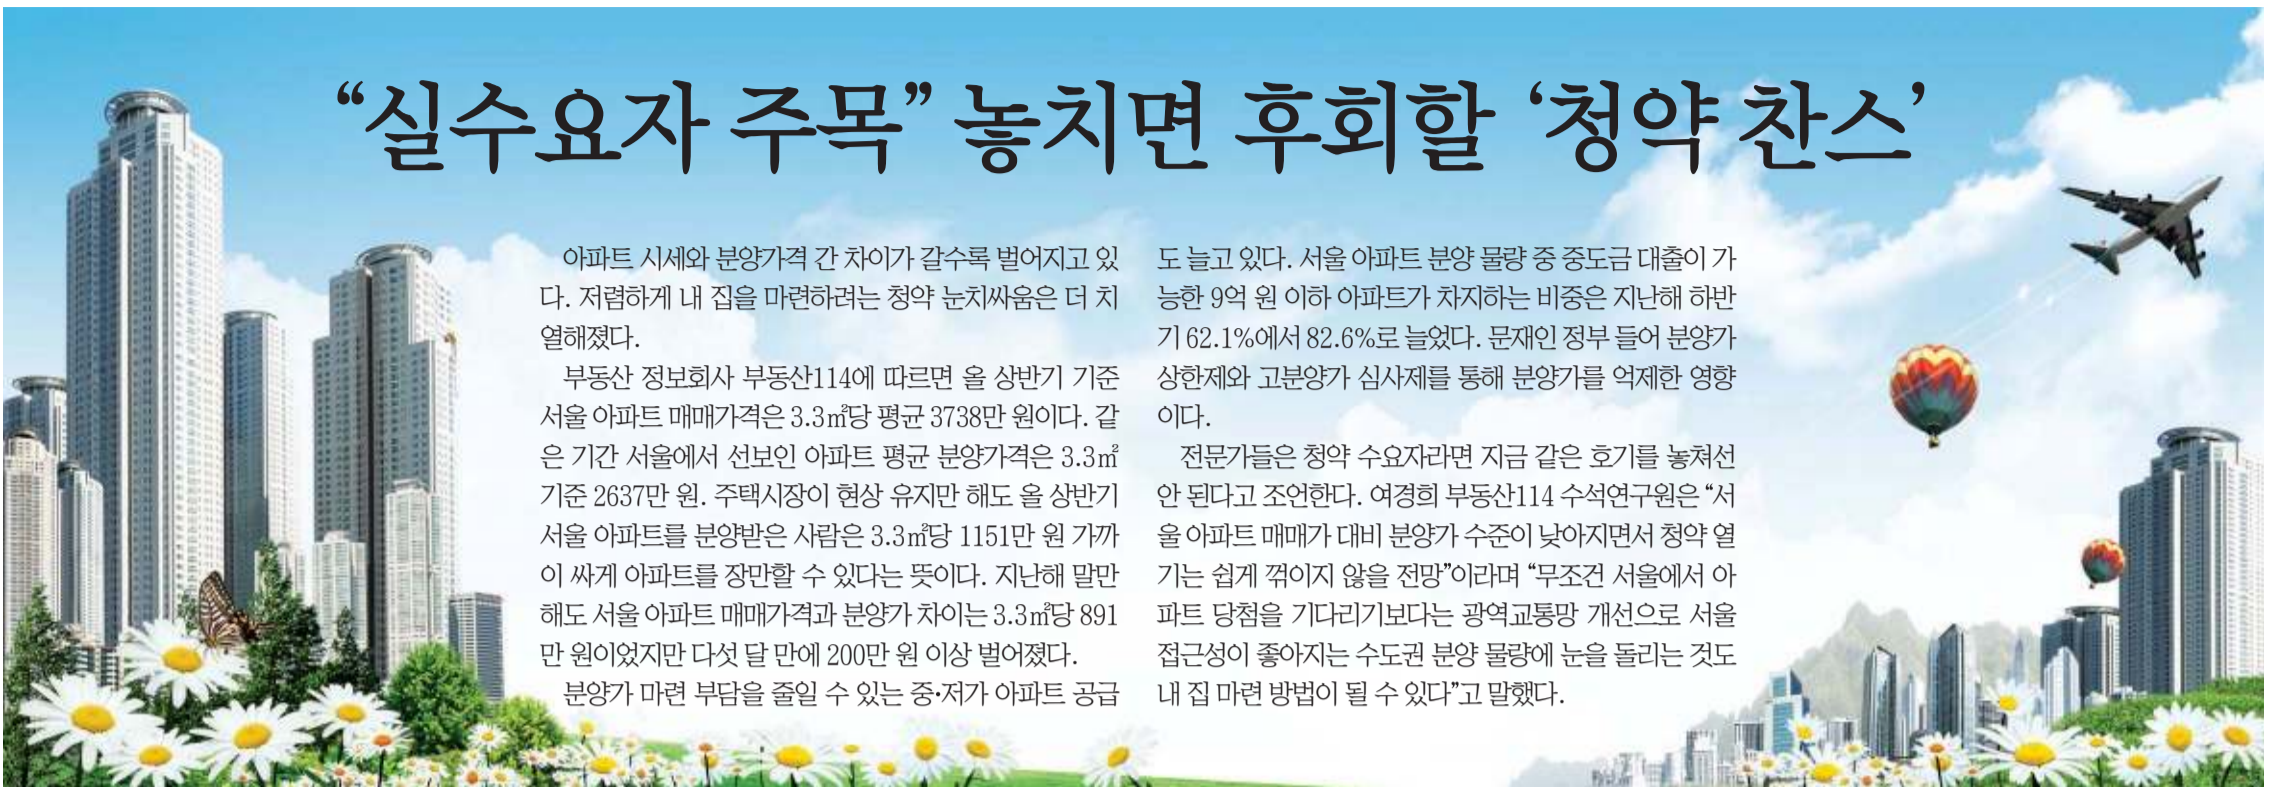 “실수요자 주목” 놓치면 후회할 ‘청약 찬스’
아파트 시세와 분양가격 간 차이가 갈수록 벌어지고 있
다. 저렴하게 내 집을 마련하려는 청약 눈치싸움은 더 치
열해졌다.
부동산 정보회사 부동산114에 따르면 올 상반기 기준
서울 아파트 매매가격은 3.3㎡당 평균 3738만 원이다. 같
은 기간 서울에서 선보인 아파트 평균 분양가격은 3.3㎡
기준 2637만 원. 주택시장이 현상 유지만 해도 올 상반기
서울 아파트를 분양받은 사람은 3.3㎡당 1151만 원 가까
이 싸게 아파트를 장만할 수 있다는 뜻이다. 지난해 말만
해도 서울 아파트 매매가격과 분양가 차이는 3.3㎡당 891
만 원이었지만 다섯 달 만에 200만 원 이상 벌어졌다.
분양가 마련 부담을 줄일 수 있는 중·저가 아파트 공급
도 늘고 있다. 서울 아파트 분양 물량 중 중도금 대출이 가
능한 9억 원 이하 아파트가 차지하는 비중은 지난해 하반
기 62.1%에서 82.6%로 늘었다. 문재인 정부 들어 분양가
상한제와 고분양가 심사제를 통해 분양가를 억제한 영향
이다.
전문가들은 청약 수요자라면 지금 같은 호기를 놓쳐선
안 된다고 조언한다. 여경희 부동산114 수석연구원은 “서
울 아파트 매매가 대비 분양가 수준이 낮아지면서 청약 열
기는 쉽게 꺾이지 않을 전망”이라며 “무조건 서울에서 아
파트 당첨을 기다리기보다는 광역교통망 개선으로 서울
접근성이 좋아지는 수도권 분양 물량에 눈을 돌리는 것도
내 집 마련 방법이 될 수 있다”고 말했다.